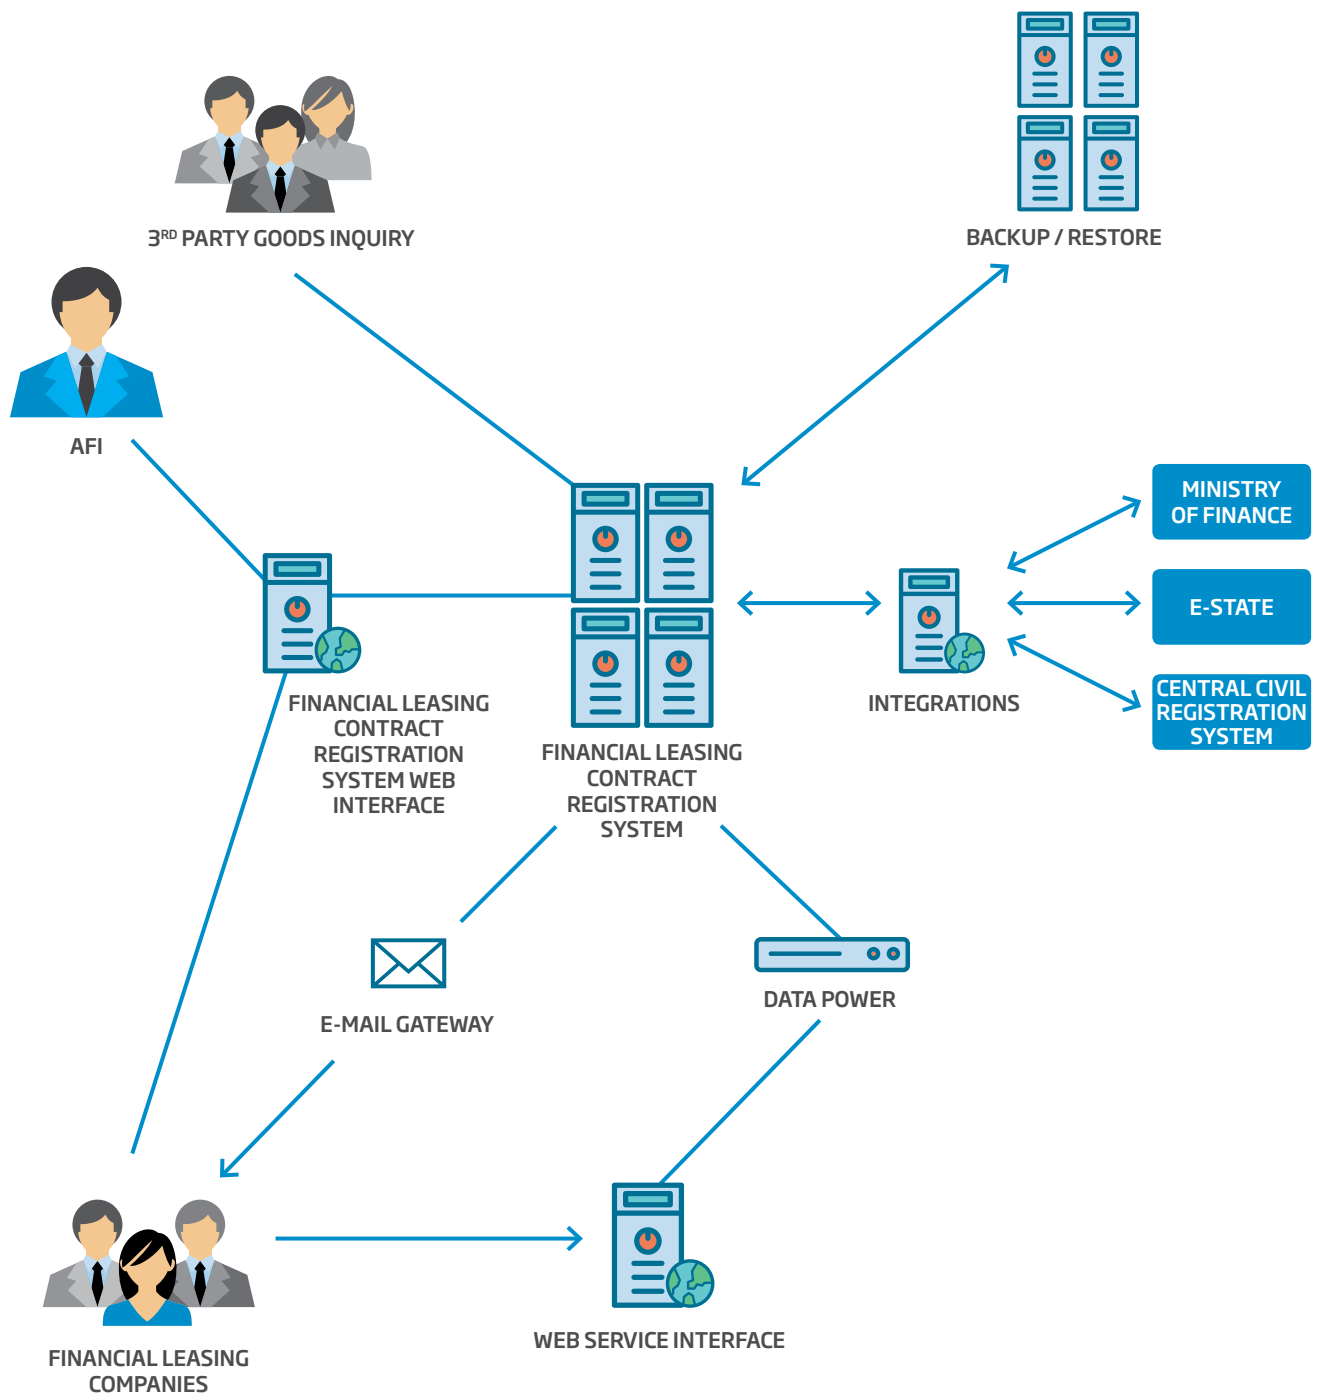 3RD PARTY GOODS INQUIRY
BACKUP / RESTORE
AFI
MINISTRY
OF FINANCE
E-STATE
CENTRAL CIVIL
REGISTRATION
SYSTEM
INTEGRATIONS
FINANCIAL LEASING
CONTRACT
REGISTRATION
SYSTEM WEB
INTERFACE
FINANCIAL LEASING
CONTRACT
REGISTRATION
SYSTEM
E-MAIL GATEWAY
DATA POWER
WEB SERVICE INTERFACE
FINANCIAL LEASING
COMPANIES